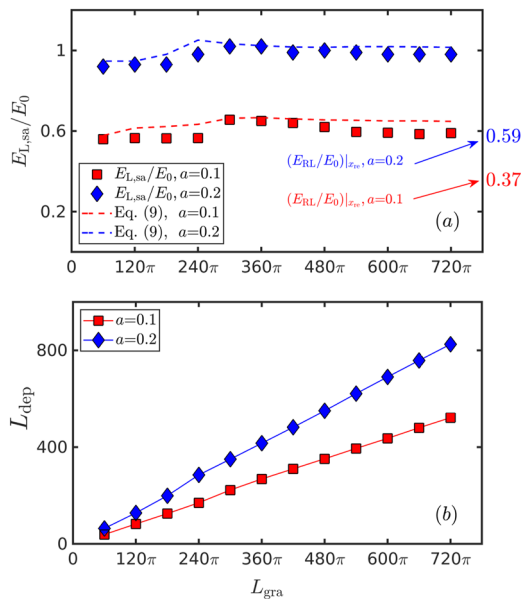 (a)
E_L,sa/E_0
1
0.6
0.2
E_L,sa/E_0, a=0.1
E_L,sa/E_0, a=0.2
Eq. (9), a=0.1
Eq. (9), a=0.2
(E_RL/E_0)|_x_re, a=0.2
0.59
(E_RL/E_0)|_x_re, a=0.1
0.37
0 120π 240π 360π 480π 600π 720π
a=0.1
a=0.2
L_dep
800
400
0
(b)
0 120π 240π 360π 480π 600π 720π
L_gra